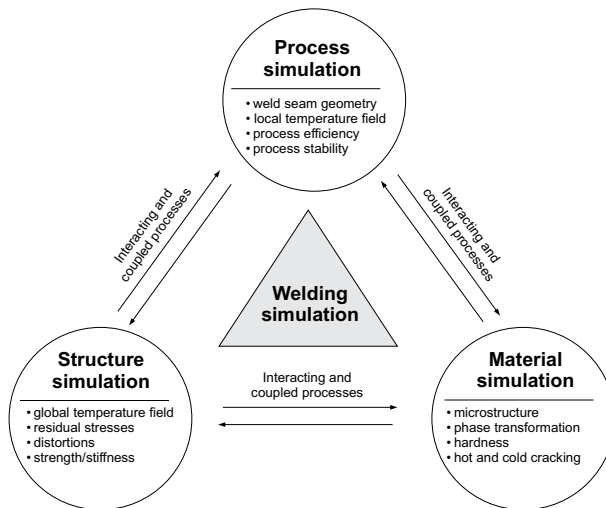 Process
simulation
• weld seam geometry
• local temperature field
• process efficiency
• process stability
Interacting and
coupled processes
Interacting and
coupled processes
Welding
simulation
Structure
simulation
• global temperature field
• residual stresses
• distortions
• strength/stiffness
Interacting and
coupled processes
Material
simulation
• microstructure
• phase transformation
• hardness
• hot and cold cracking